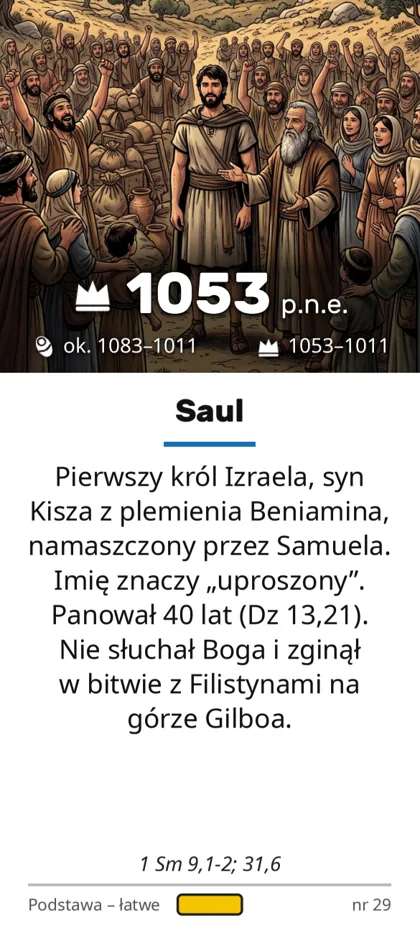 1053 p.n.e.
ok. 1083–1011 1053–1011
Saul
Pierwszy król Izraela, syn
Kisza z plemienia Beniamina,
namaszczony przez Samuela.
Imię znaczy „uproszony”.
Panował 40 lat (Dz 13,21).
Nie słuchał Boga i zginął
w bitwie z Filistynami na
górze Gilboa.
1 Sm 9,1-2; 31,6
Podstawa – łatwe nr 29